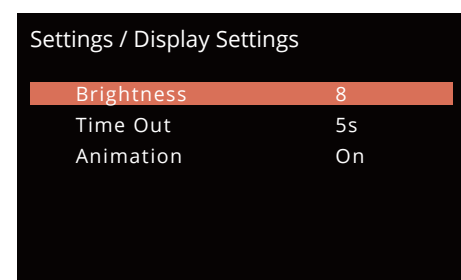 Settings / Display Settings
Brightness 8
Time Out 5s
Animation On